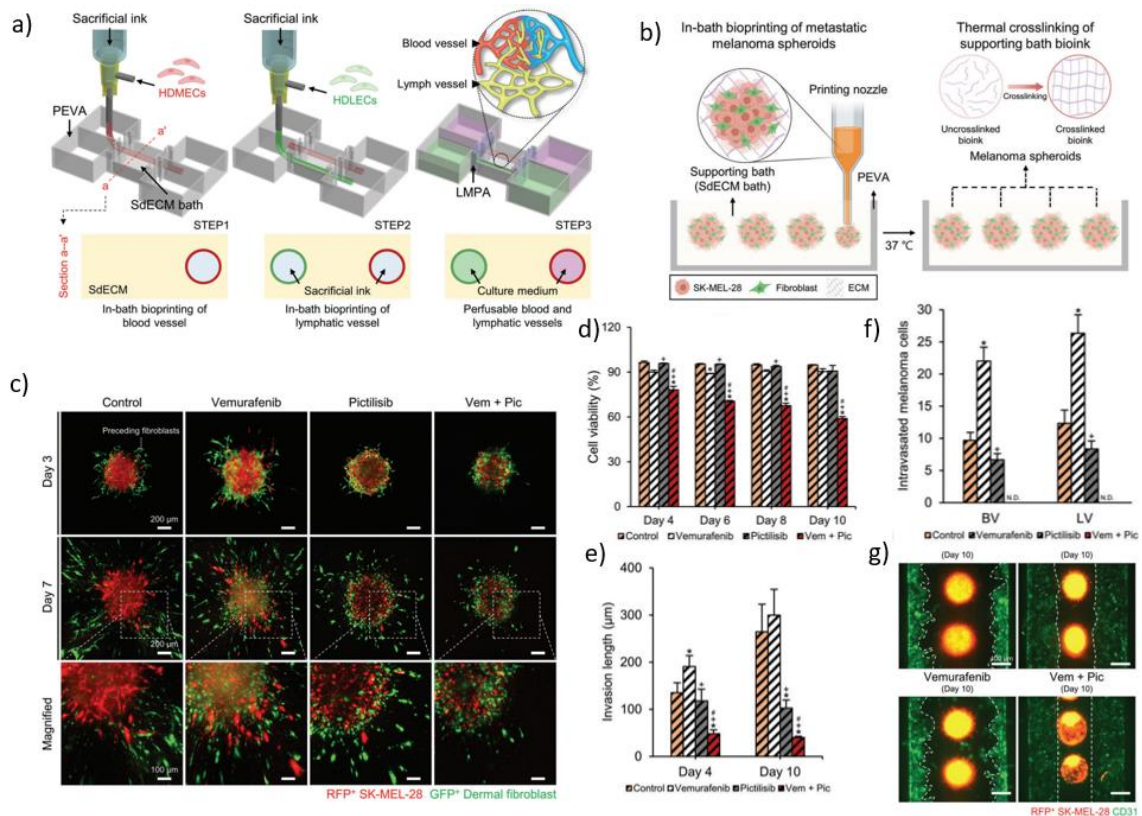 a)
Sacrificial ink
Sacrificial ink
HDMECs
HDLECs
PEVA
a'
a
SdECM bath
Blood vessel
Lymph vessel
LMPA
STEP1
STEP2
STEP3
Section a–a'
SdECM
Sacrificial ink
Culture medium
In-bath bioprinting of
blood vessel
In-bath bioprinting of
lymphatic vessel
Perfusable blood and
lymphatic vessels
b)
In-bath bioprinting of metastatic
melanoma spheroids
Thermal crosslinking of
supporting bath bioink
Printing nozzle
Crosslinking
Uncrosslinked
bioink
Crosslinked
bioink
Supporting bath
(SdECM bath)
PEVA
Melanoma spheroids
37 ℃
SK-MEL-28
Fibroblast
ECM
c)
Control
Vemurafenib
Pictilisib
Vem + Pic
Preceding fibroblasts
Day 3
200 µm
Day 7
200 µm
Magnified
100 µm
RFP⁺ SK-MEL-28 GFP⁺ Dermal fibroblast
d)
Cell viability (%)
120
90
60
30
0
+
*
+
+
Day 4
Day 6
Day 8
Day 10
Control
Vemurafenib
Pictilisib
Vem + Pic
e)
Invasion length (µm)
400
300
200
100
0
*
+
Day 4
Day 10
Control
Vemurafenib
Pictilisib
Vem + Pic
f)
Intravasated melanoma cells
30
25
20
15
10
5
0
*
+
N.D.
*
+
N.D.
BV
LV
Control
Vemurafenib
Pictilisib
Vem + Pic
g)
(Day 10)
(Day 10)
Vemurafenib
(Day 10)
Vem + Pic
(Day 10)
RFP⁺ SK-MEL-28 CD31